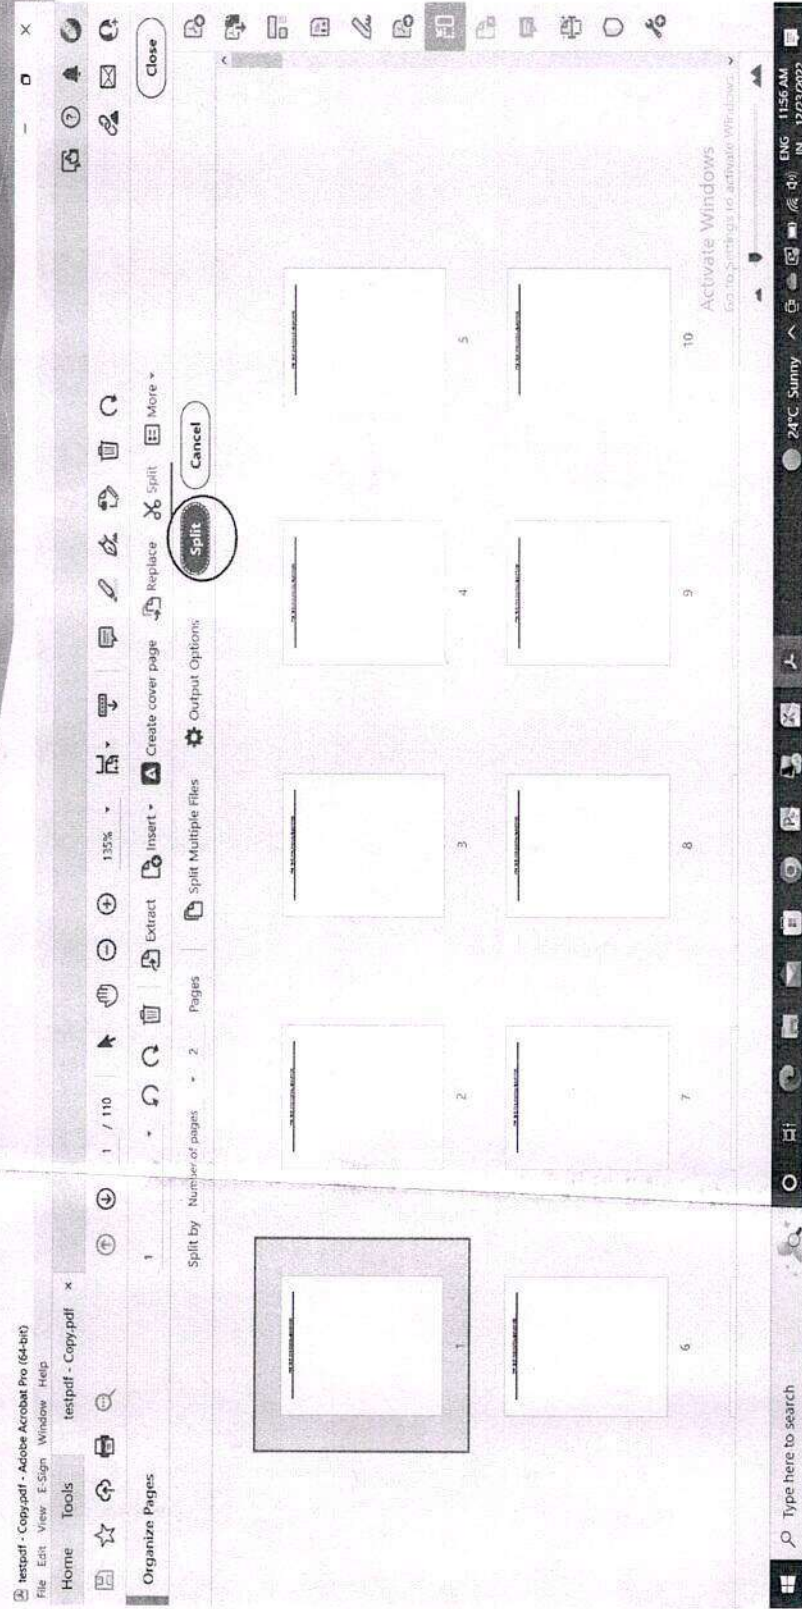 testpdf - Copy.pdf - Adobe Acrobat Pro (64-bit)
File Edit View E-Sign Window Help
Home Tools testpdf - Copy.pdf ×
1 / 110 135%
Organize Pages 1 Extract Insert Create cover page Replace Split More Close
Split by Number of pages 2 Pages Split Multiple Files Output Options Split Cancel
1 2 3 4 5
6 7 8 9 10
Activate Windows
Go to Settings to activate Windows.
Type here to search 24°C Sunny ENG 11:56 AM
IN 12/23/2022